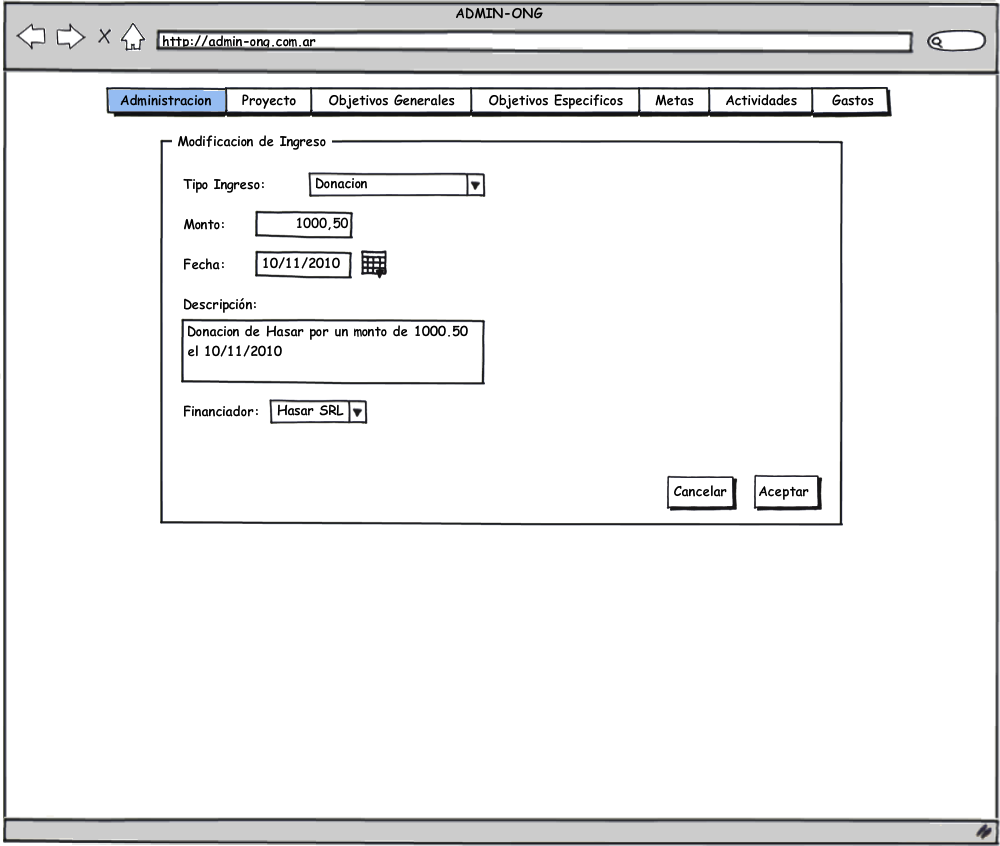 ADMIN-ONG
http://admin-ong.com.ar
Administracion Proyecto Objetivos Generales Objetivos Especificos Metas Actividades Gastos
Modificacion de Ingreso
Tipo Ingreso: Donacion
Monto: 1000,50
Fecha: 10/11/2010
Descripción:
Donacion de Hasar por un monto de 1000.50
el 10/11/2010
Financiador: Hasar SRL
Cancelar Aceptar